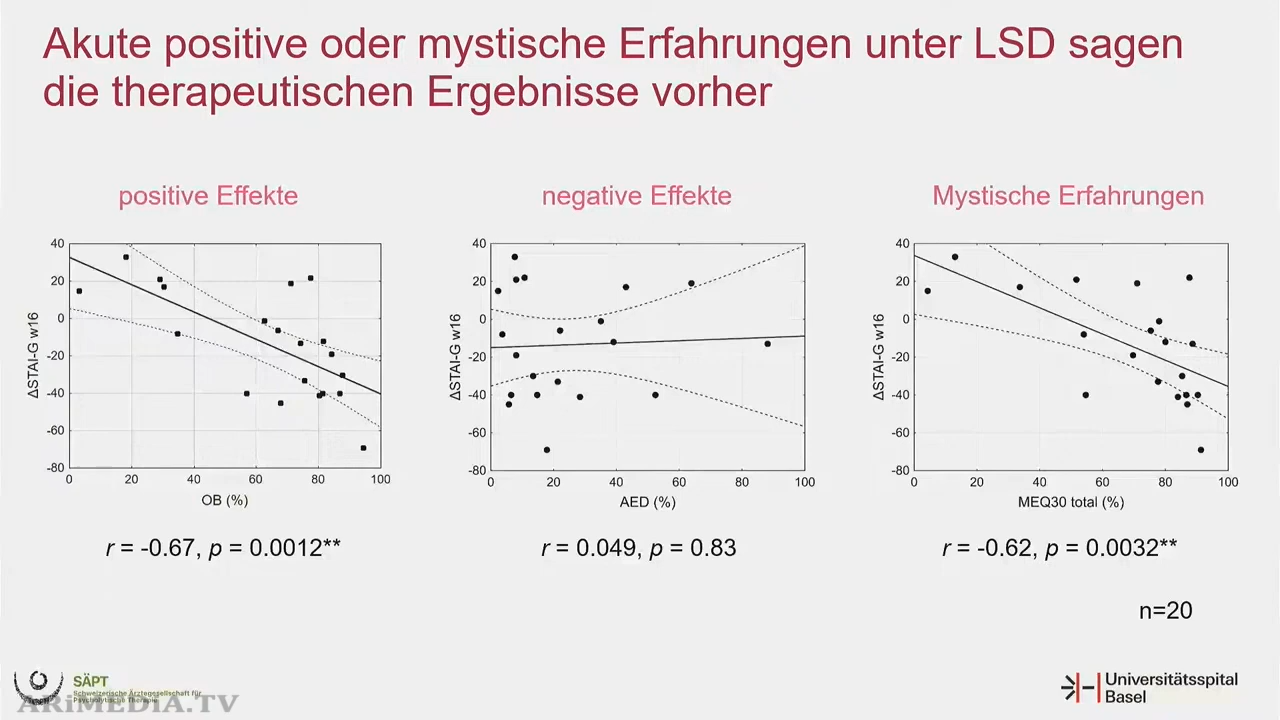 Akute positive oder mystische Erfahrungen unter LSD sagen
die therapeutischen Ergebnisse vorher
positive Effekte
negative Effekte
Mystische Erfahrungen
40
20
0
-20
-40
-60
-80
ΔSTAI-G w16
0 20 40 60 80 100
OB (%)
40
20
0
-20
-40
-60
-80
ΔSTAI-G w16
0 20 40 60 80 100
AED (%)
40
20
0
-20
-40
-60
-80
ΔSTAI-G w16
0 20 40 60 80 100
MEQ30 total (%)
r = -0.67, p = 0.0012**
r = 0.049, p = 0.83
r = -0.62, p = 0.0032**
n=20
SÄPT
Schweizerische Ärztegesellschaft für
Psycholytische Therapie
ARiMEDiA.TV
Universitätsspital
Basel